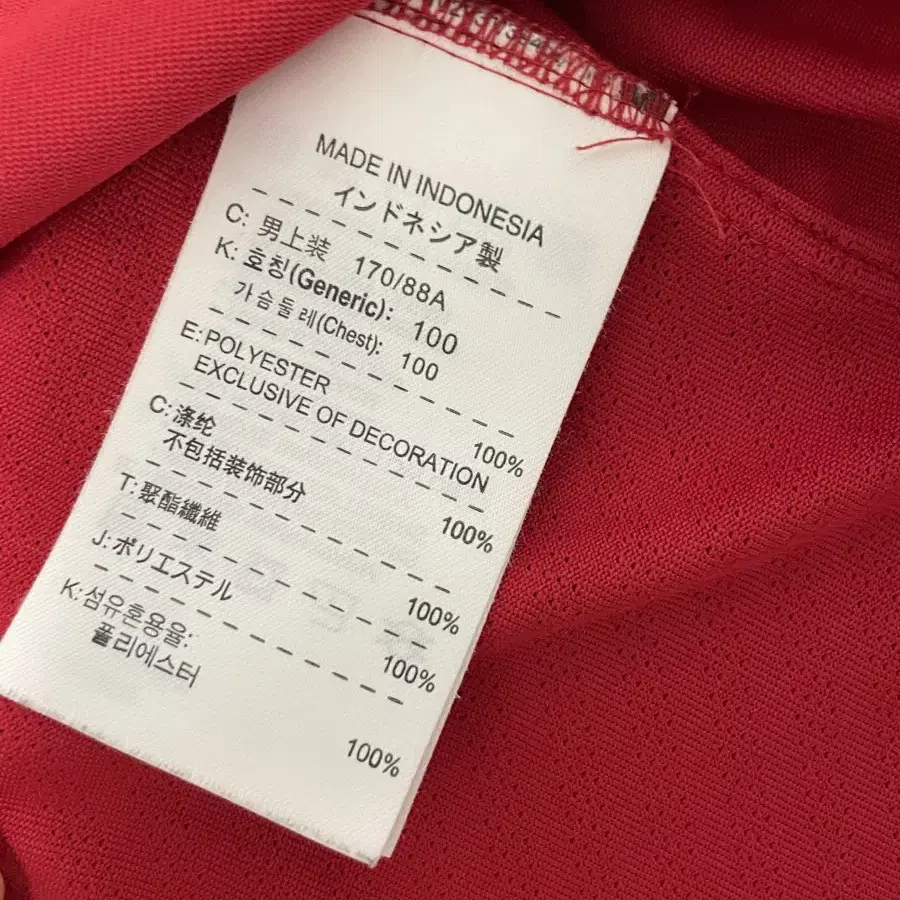 MADE IN INDONESIA
インドネシア製
C: 男上装 170/88A
K: 호칭(Generic): 100
가슴둘레(Chest): 100
E: POLYESTER 100%
EXCLUSIVE OF DECORATION
C: 涤纶 100%
不包括装饰部分
T: 聚酯纖維 100%
J: ポリエステル 100%
K: 섬유혼용율:
폴리에스터 100%